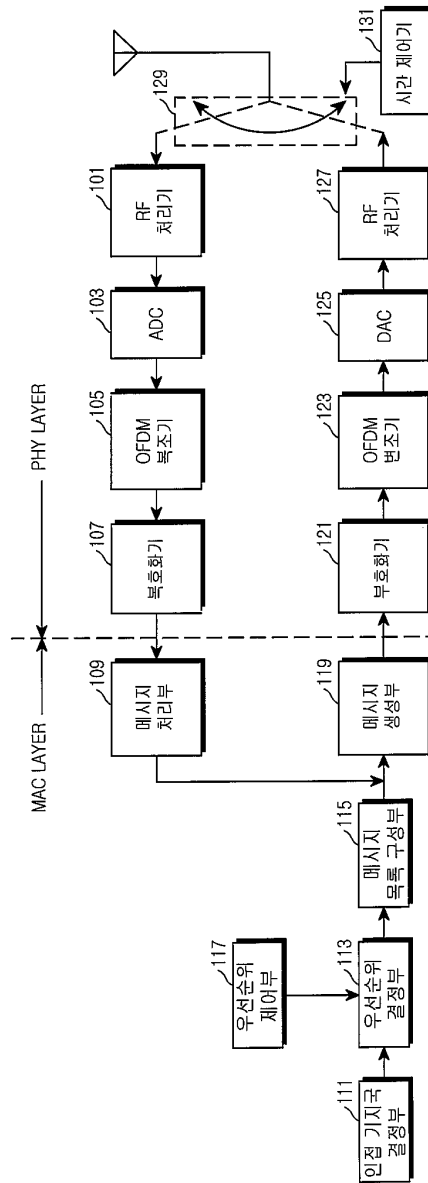 MAC LAYER
PHY LAYER
109
메시지
처리부
107
복호화기
105
OFDM
복조기
103
ADC
101
RF
처리기
129
131
시간 제어기
111
인접 기지국
결정부
113
우선순위
결정부
117
우선순위
제어부
115
메시지
목록 구성부
119
메시지
생성부
121
부호화기
123
OFDM
변조기
125
DAC
127
RF
처리기